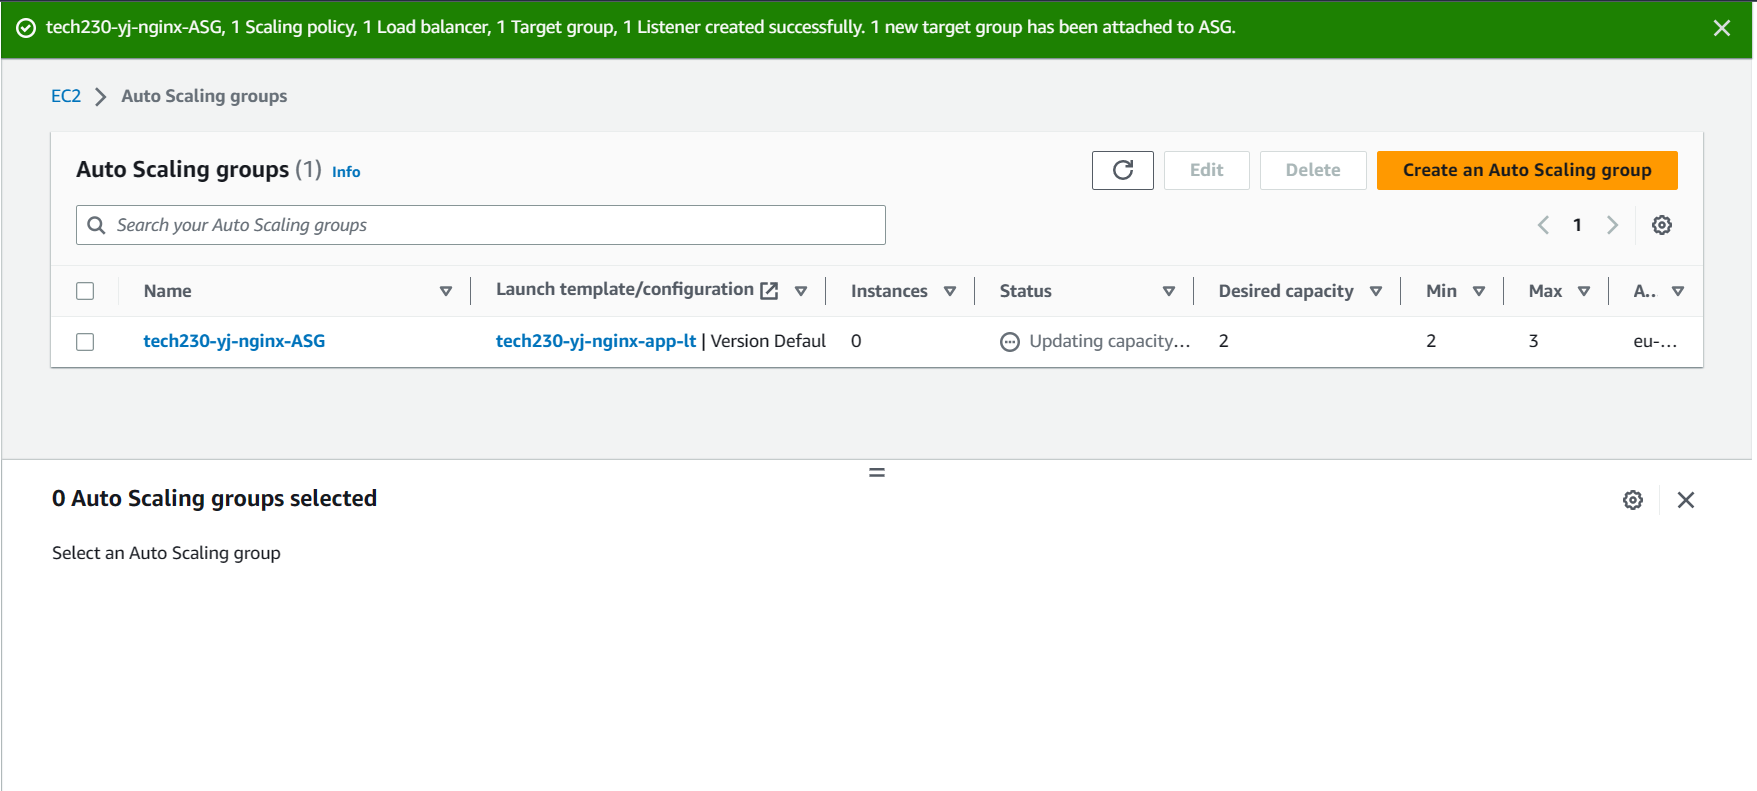 tech230-yj-nginx-ASG, 1 Scaling policy, 1 Load balancer, 1 Target group, 1 Listener created successfully. 1 new target group has been attached to ASG.
EC2 Auto Scaling groups
Auto Scaling groups (1) Info
Edit Delete Create an Auto Scaling group
Search your Auto Scaling groups
1
Name Launch template/configuration Instances Status Desired capacity Min Max A..
tech230-yj-nginx-ASG tech230-yj-nginx-app-lt | Version Defaul 0 Updating capacity... 2 2 3 eu-...
0 Auto Scaling groups selected
Select an Auto Scaling group